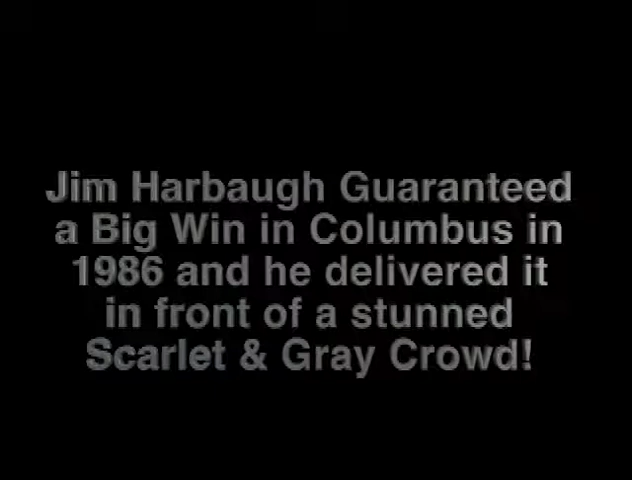 Jim Harbaugh Guaranteed
a Big Win in Columbus in
1986 and he delivered it
in front of a stunned
Scarlet & Gray Crowd!